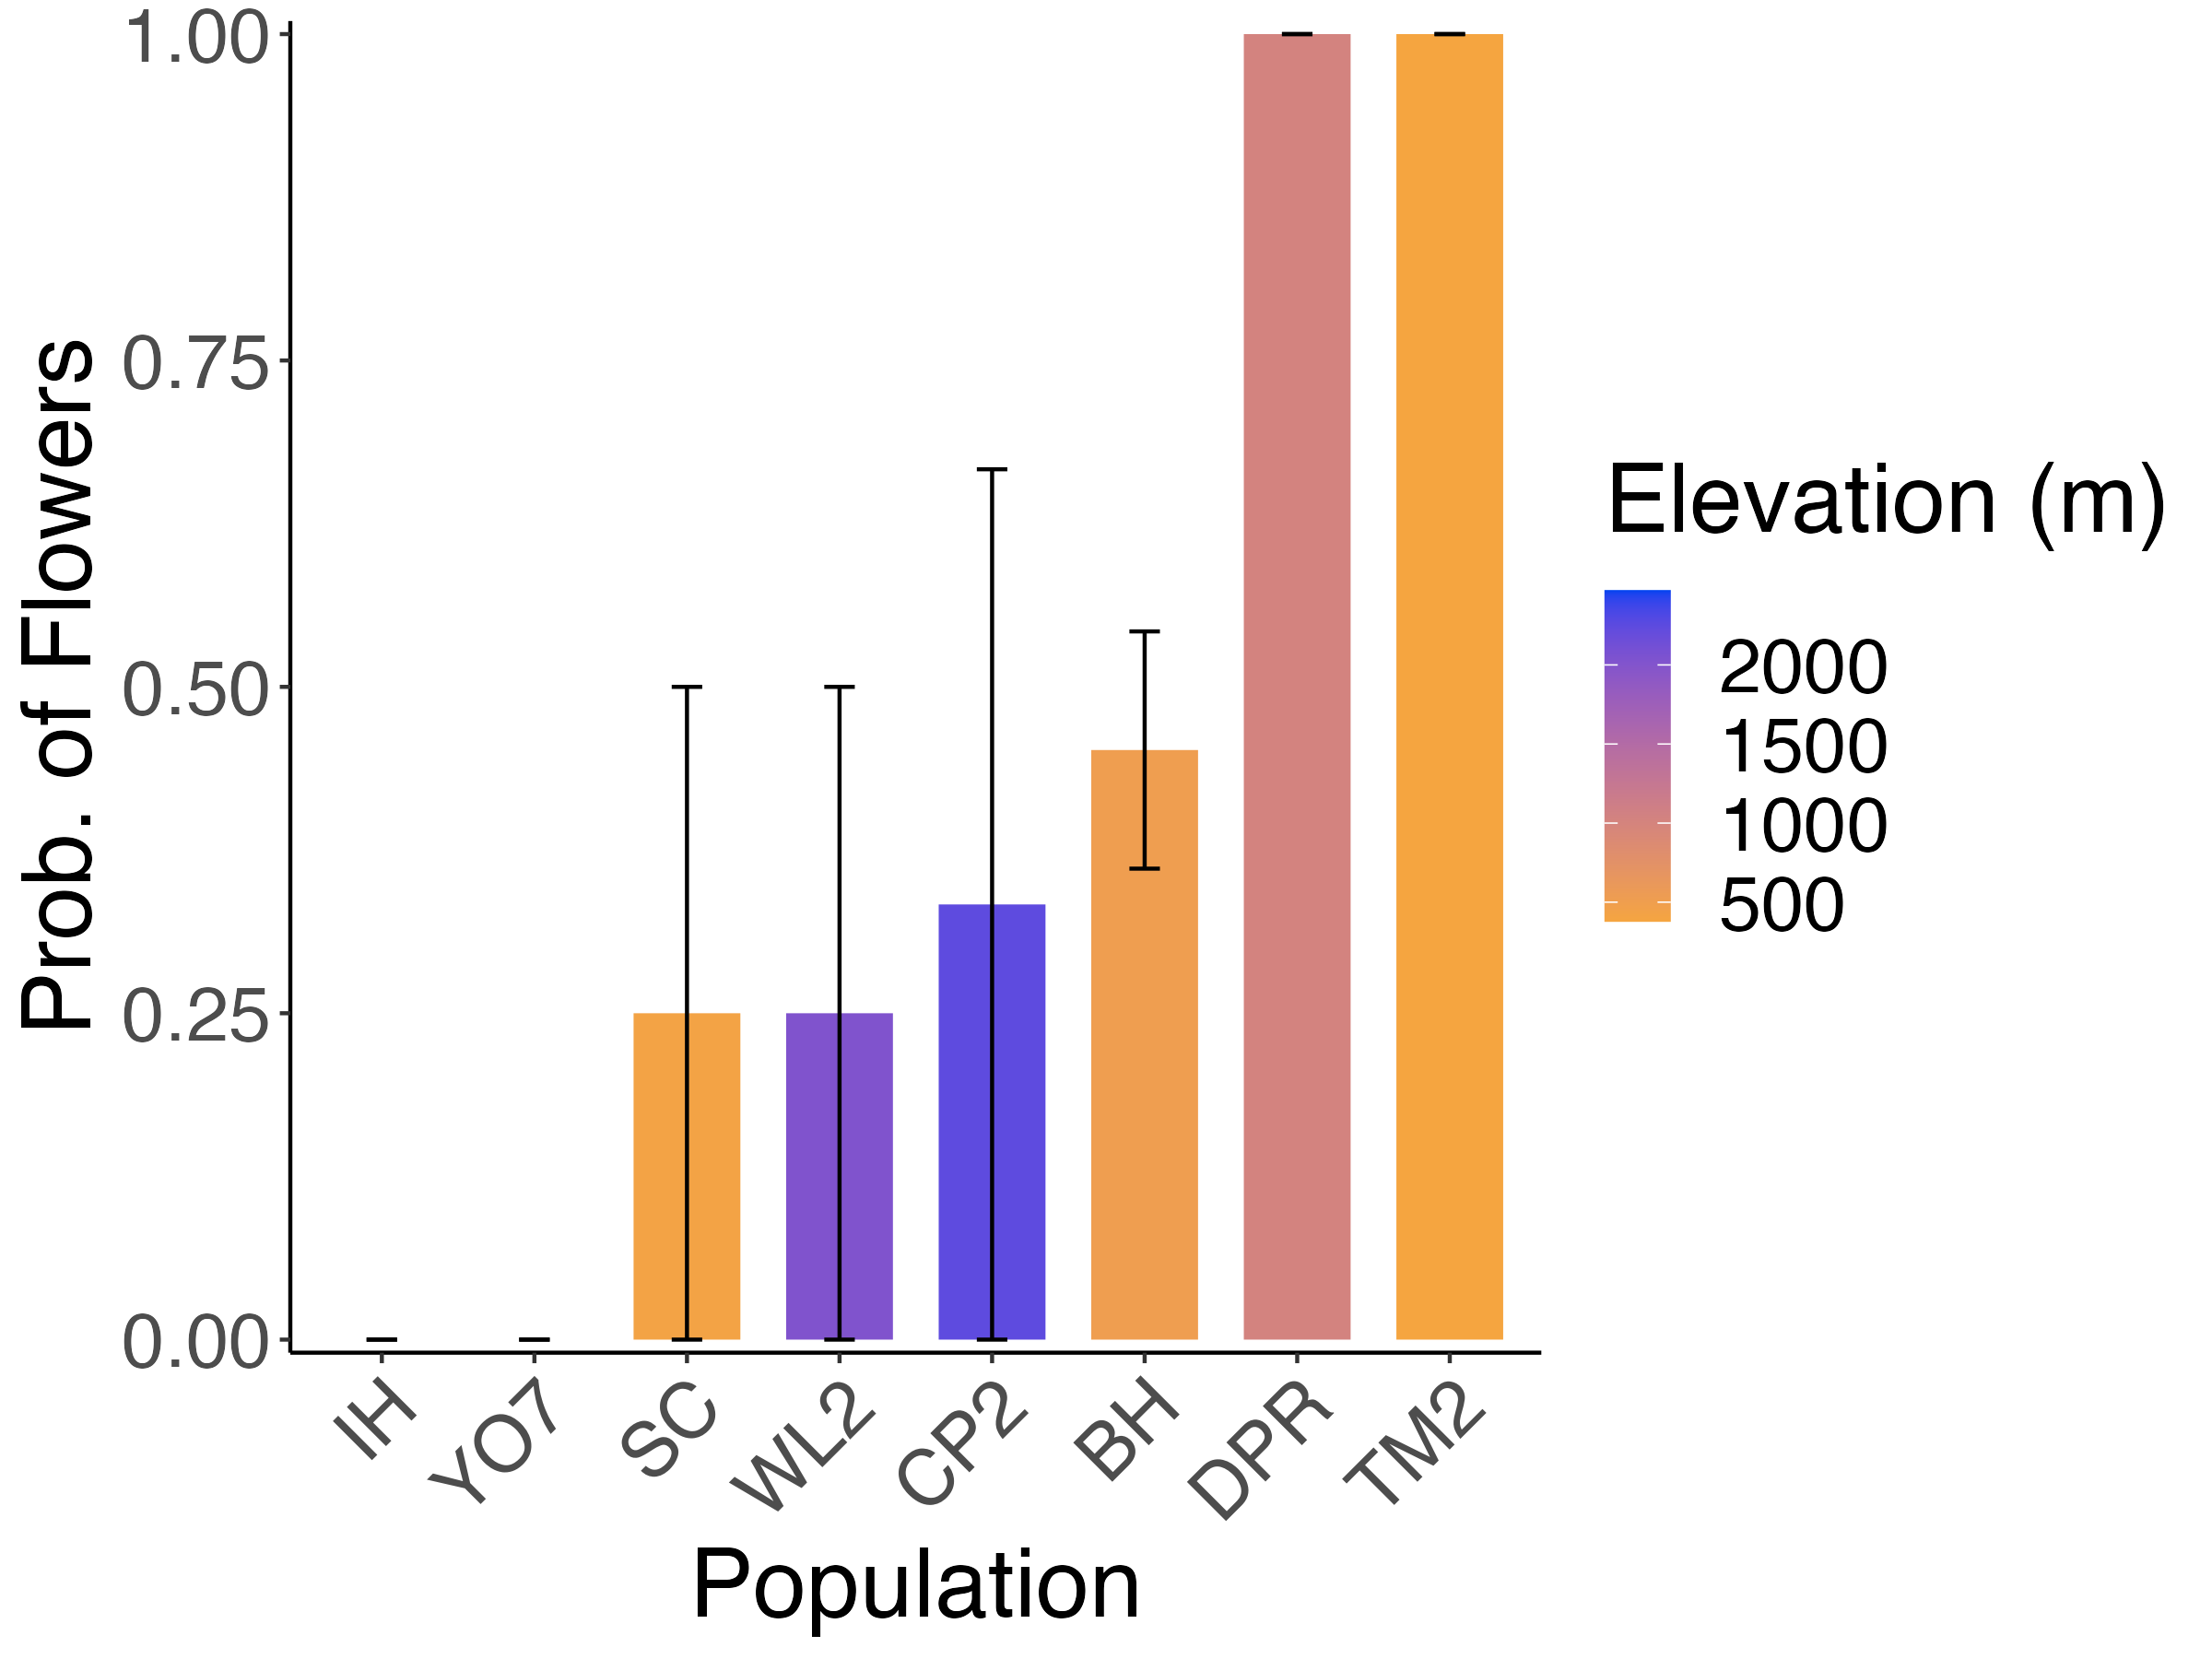 Prob. of Flowers
1.00
0.75
0.50
0.25
0.00
IH
YO7
SC
WL2
CP2
BH
DPR
TM2
Population
Elevation (m)
2000
1500
1000
500